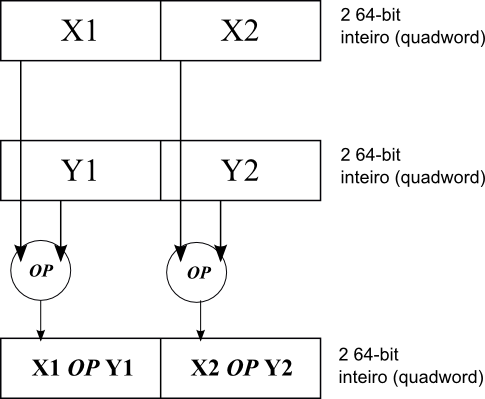 X1 X2 2 64-bit
inteiro (quadword)
Y1 Y2 2 64-bit
inteiro (quadword)
OP OP
X1 OP Y1 X2 OP Y2 2 64-bit
inteiro (quadword)